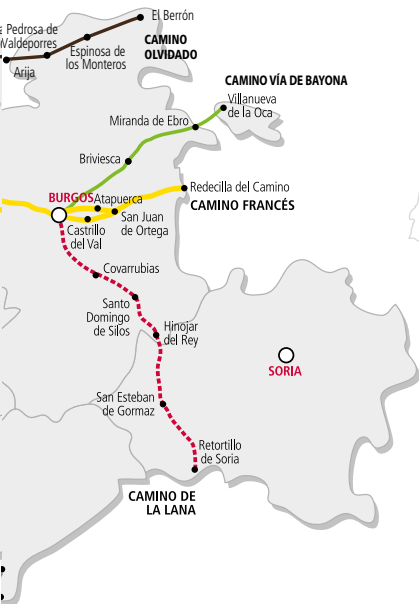 El Berrón
Pedrosa de
Valdeporres
CAMINO
OLVIDADO
Espinosa de
los Monteros
Arija
CAMINO VÍA DE BAYONA
Villanueva
de la Oca
Miranda de Ebro
Briviesca
Redecilla del Camino
BURGOS
Atapuerca
CAMINO FRANCÉS
San Juan
de Ortega
Castrillo
del Val
Covarrubias
Santo
Domingo
de Silos
Hinojar
del Rey
SORIA
San Esteban
de Gormaz
Retortillo
de Soria
CAMINO DE
LA LANA